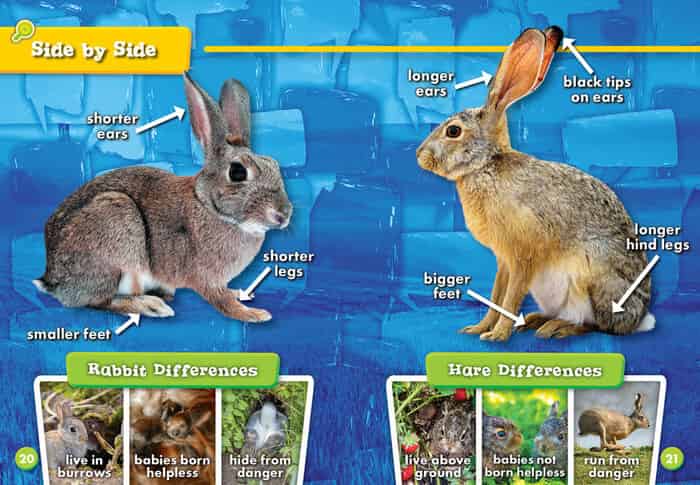 Side by Side
shorter
ears
shorter
legs
smaller feet
longer
ears
black tips
on ears
longer
hind legs
bigger
feet
Rabbit Differences
live in
burrows
babies born
helpless
hide from
danger
20
Hare Differences
live above
ground
babies not
born helpless
run from
danger
21